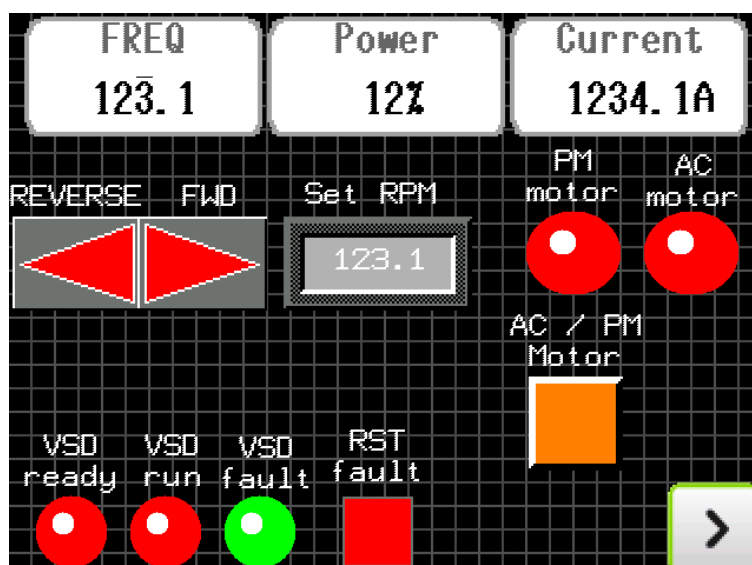 FREQ
Power
Current
123.1
12%
1234.1A
PM
motor
AC
motor
REVERSE
FWD
Set RPM
123.1
AC / PM
Motor
VSD
ready
VSD
run
VSD
fault
RST
fault
>